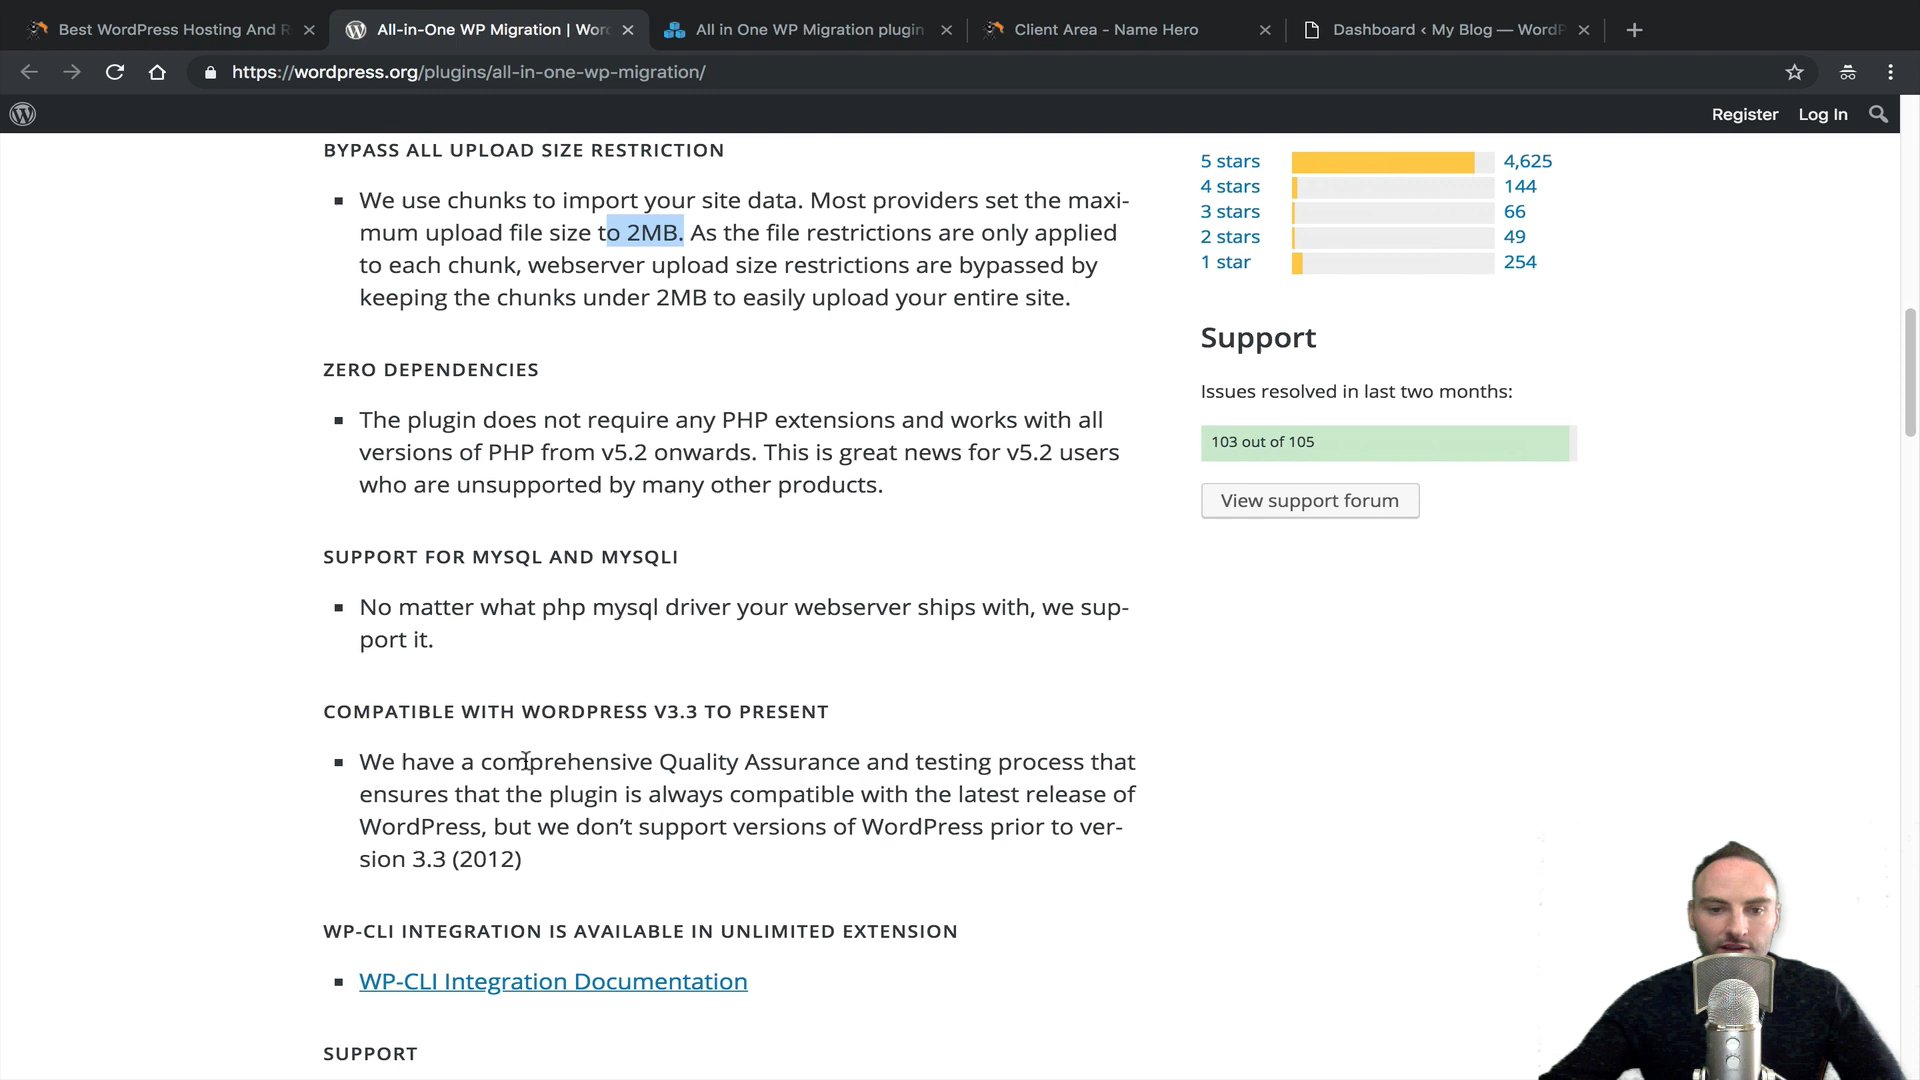 Best WordPress Hosting And R
All-in-One WP Migration | Wor
All in One WP Migration plugin
Client Area - Name Hero
Dashboard ‹ My Blog — WordP
https://wordpress.org/plugins/all-in-one-wp-migration/
Register Log In
BYPASS ALL UPLOAD SIZE RESTRICTION
▪ We use chunks to import your site data. Most providers set the maxi-
mum upload file size to 2MB. As the file restrictions are only applied
to each chunk, webserver upload size restrictions are bypassed by
keeping the chunks under 2MB to easily upload your entire site.
ZERO DEPENDENCIES
▪ The plugin does not require any PHP extensions and works with all
versions of PHP from v5.2 onwards. This is great news for v5.2 users
who are unsupported by many other products.
SUPPORT FOR MYSQL AND MYSQLI
▪ No matter what php mysql driver your webserver ships with, we sup-
port it.
COMPATIBLE WITH WORDPRESS V3.3 TO PRESENT
▪ We have a comprehensive Quality Assurance and testing process that
ensures that the plugin is always compatible with the latest release of
WordPress, but we don’t support versions of WordPress prior to ver-
sion 3.3 (2012)
WP-CLI INTEGRATION IS AVAILABLE IN UNLIMITED EXTENSION
▪ WP-CLI Integration Documentation
SUPPORT
5 stars 4,625
4 stars 144
3 stars 66
2 stars 49
1 star 254
Support
Issues resolved in last two months:
103 out of 105
View support forum